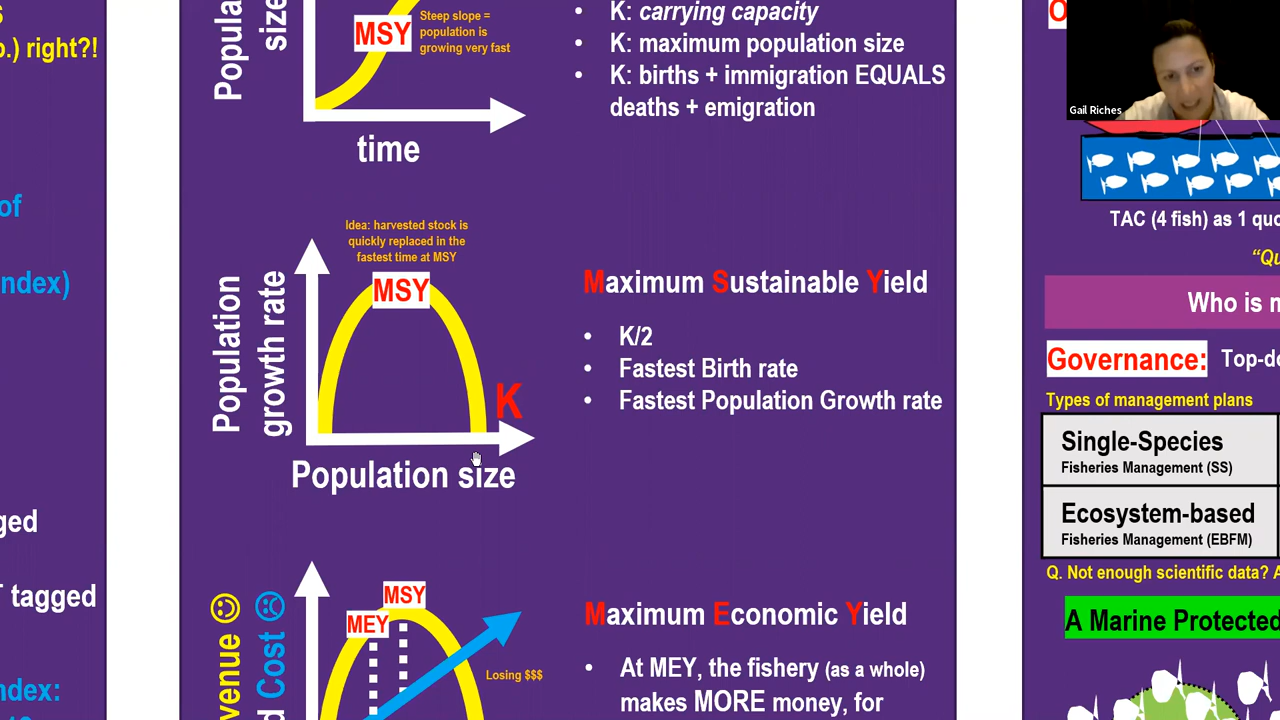 S
o.) right?!
of
ndex)
ged
tagged
ndex:
Popula
size
MSY
Steep slope =
population is
growing very fast
time
• K: carrying capacity
• K: maximum population size
• K: births + immigration EQUALS
deaths + emigration
Idea: harvested stock is
quickly replaced in the
fastest time at MSY
Population
growth rate
MSY
K
Population size
Maximum Sustainable Yield
• K/2
• Fastest Birth rate
• Fastest Population Growth rate
venue
Cost
MSY
MEY
Losing $$$
Maximum Economic Yield
• At MEY, the fishery (as a whole)
makes MORE money, for
O
Gail Riches
TAC (4 fish) as 1 quo
“Qu
Who is m
Governance: Top-do
Types of management plans
Single-Species
Fisheries Management (SS)
Ecosystem-based
Fisheries Management (EBFM)
Q. Not enough scientific data? A
A Marine Protected